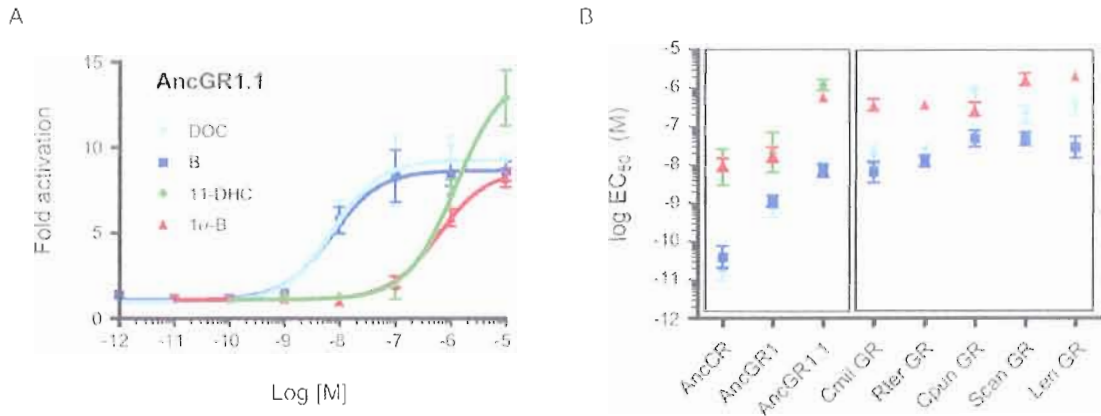 A
B
15
10
5
0
Fold activation
AncGR1.1
DOC
B
11-DHC
1α-B
-12 -11 -10 -9 -8 -7 -6 -5
Log [M]
-5
-6
-7
-8
-9
-10
-11
-12
log EC50 (M)
AncCR AncGR1 AncGR1.1 Cmil GR Rter GR Cpun GR Scan GR Leri GR